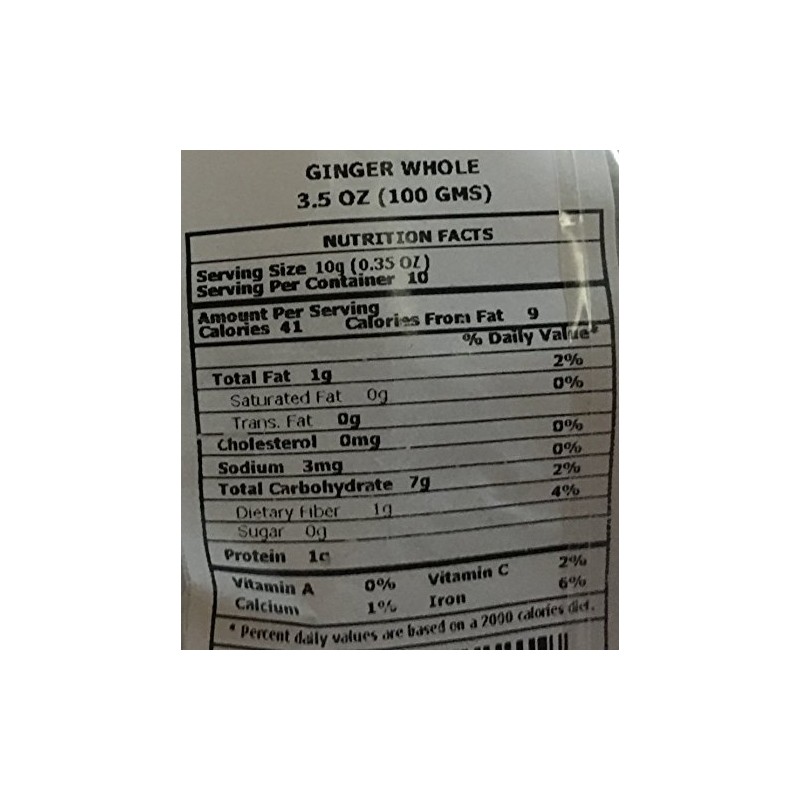 GINGER WHOLE
3.5 OZ (100 GMS)
NUTRITION FACTS
Serving Size 10g (0.35 OZ)
Serving Per Container 10
Amount Per Serving
Calories 41 Calories From Fat 9
% Daily Value*
Total Fat 1g 2%
Saturated Fat 0g 0%
Trans. Fat 0g
Cholesterol 0mg 0%
Sodium 3mg 0%
Total Carbohydrate 7g 2%
Dietary Fiber 1g 4%
Sugar 0g
Protein 1g
Vitamin A 0% Vitamin C 2%
Calcium 1% Iron 6%
* Percent daily values are based on a 2000 calories diet.